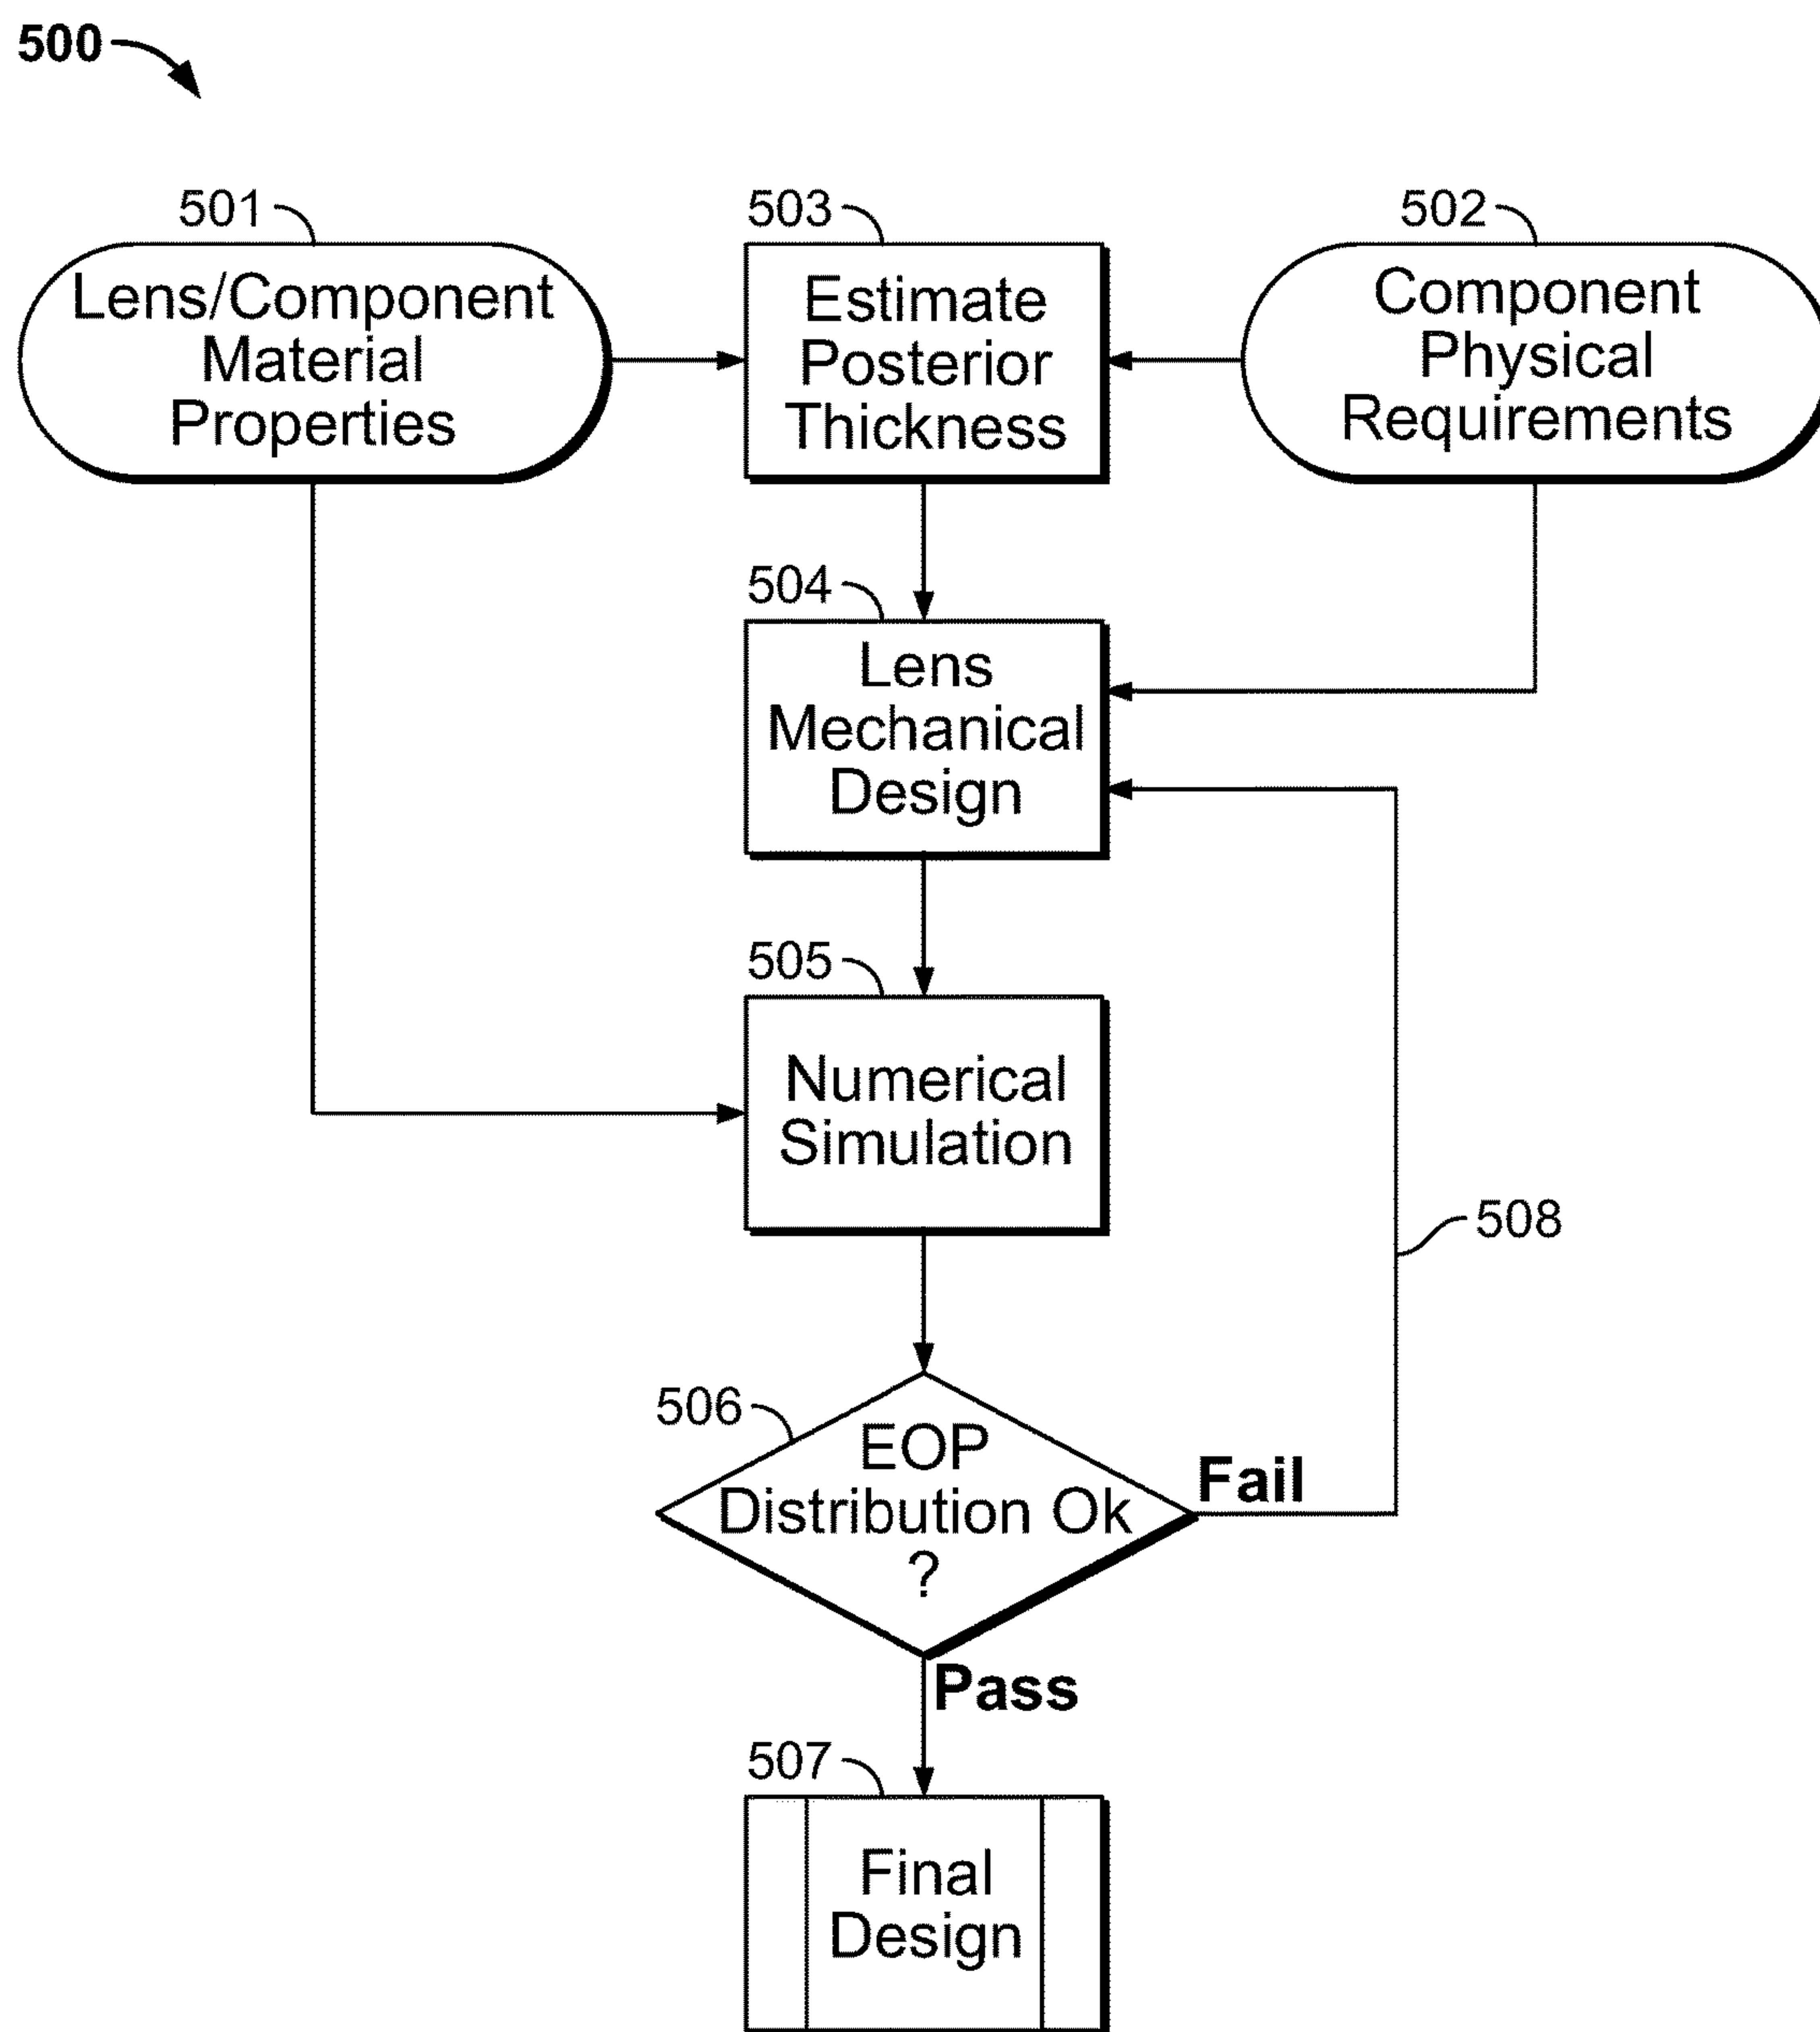 500
501
Lens/Component
Material
Properties
503
Estimate
Posterior
Thickness
502
Component
Physical
Requirements
504
Lens
Mechanical
Design
505
Numerical
Simulation
508
506
EOP
Distribution Ok
?
Fail
Pass
507
Final
Design